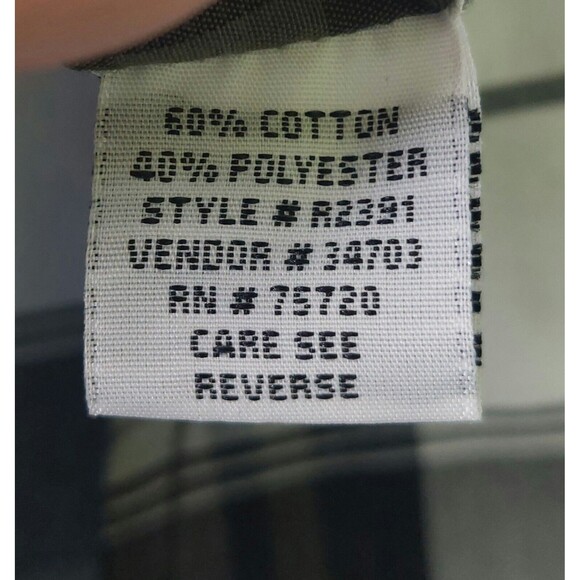 60% COTTON
40% POLYESTER
STYLE # R2391
VENDOR # 34703
RN # 75720
CARE SEE
REVERSE